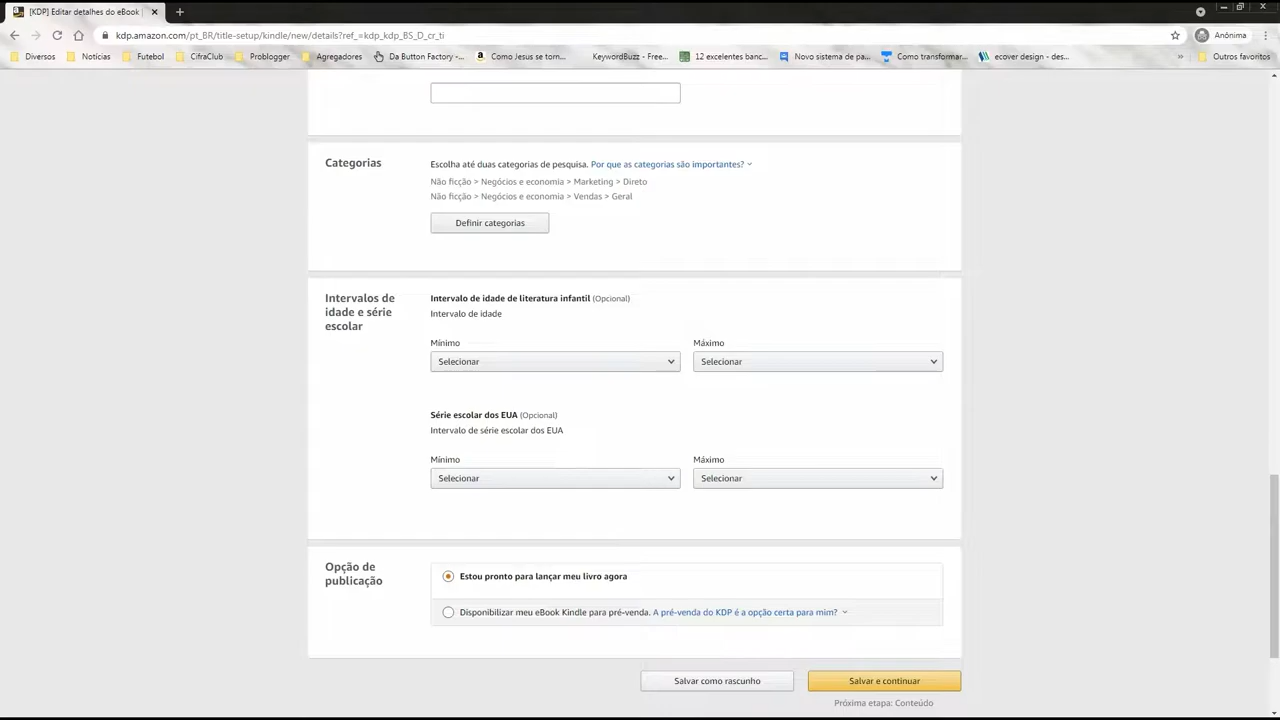 [KDP] Editar detalhes do eBook
kdp.amazon.com/pt_BR/title-setup/kindle/new/details?ref_=kdp_kdp_BS_D_cr_ti
Anônima
Diversos
Notícias
Futebol
CifraClub
Problogger
Agregadores
Da Button Factory -...
Como Jesus se torn...
KeywordBuzz - Free...
12 excelentes banc...
Novo sistema de pa...
Como transformar...
ecover design - des...
»
Outros favoritos
Categorias
Escolha até duas categorias de pesquisa. Por que as categorias são importantes?
Não ficção > Negócios e economia > Marketing > Direto
Não ficção > Negócios e economia > Vendas > Geral
Definir categorias
Intervalos de
idade e série
escolar
Intervalo de idade de literatura infantil (Opcional)
Intervalo de idade
Mínimo
Máximo
Selecionar
Selecionar
Série escolar dos EUA (Opcional)
Intervalo de série escolar dos EUA
Mínimo
Máximo
Selecionar
Selecionar
Opção de
publicação
Estou pronto para lançar meu livro agora
Disponibilizar meu eBook Kindle para pré-venda. A pré-venda do KDP é a opção certa para mim?
Salvar como rascunho
Salvar e continuar
Próxima etapa: Conteúdo